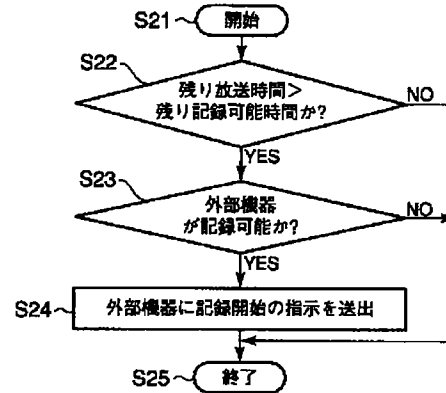 S21
開始
S22
残り放送時間>
残り記録可能時間か?
NO
YES
S23
外部機器
が記録可能か?
NO
YES
S24
外部機器に記録開始の指示を送出
S25
終了